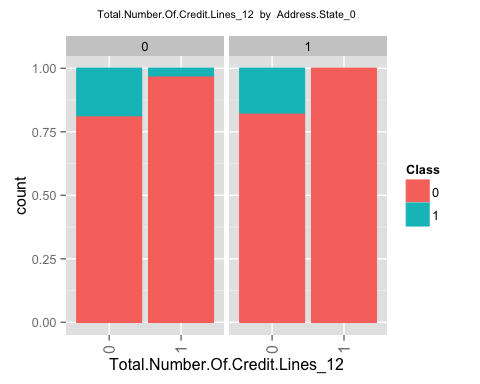 Total.Number.Of.Credit.Lines_12 by Address.State_0
0 1
1.00
0.75
0.50
0.25
0.00
count
0 1 0 1
Total.Number.Of.Credit.Lines_12
Class
0
1